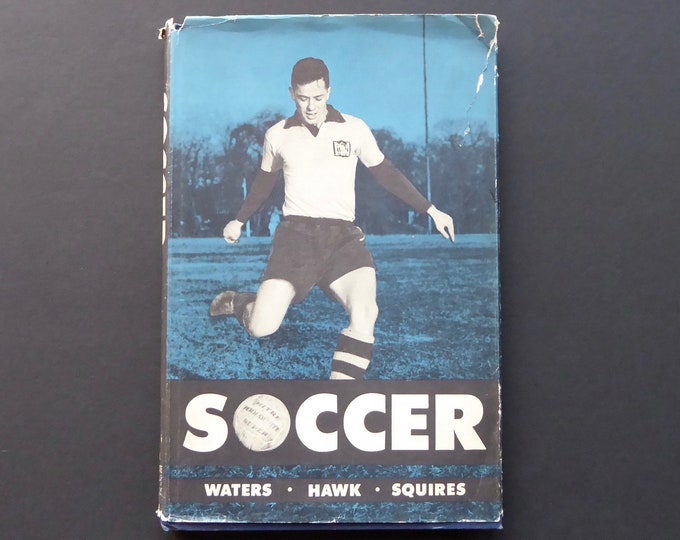 SOCCER
WATERS · HAWK · SQUIRES